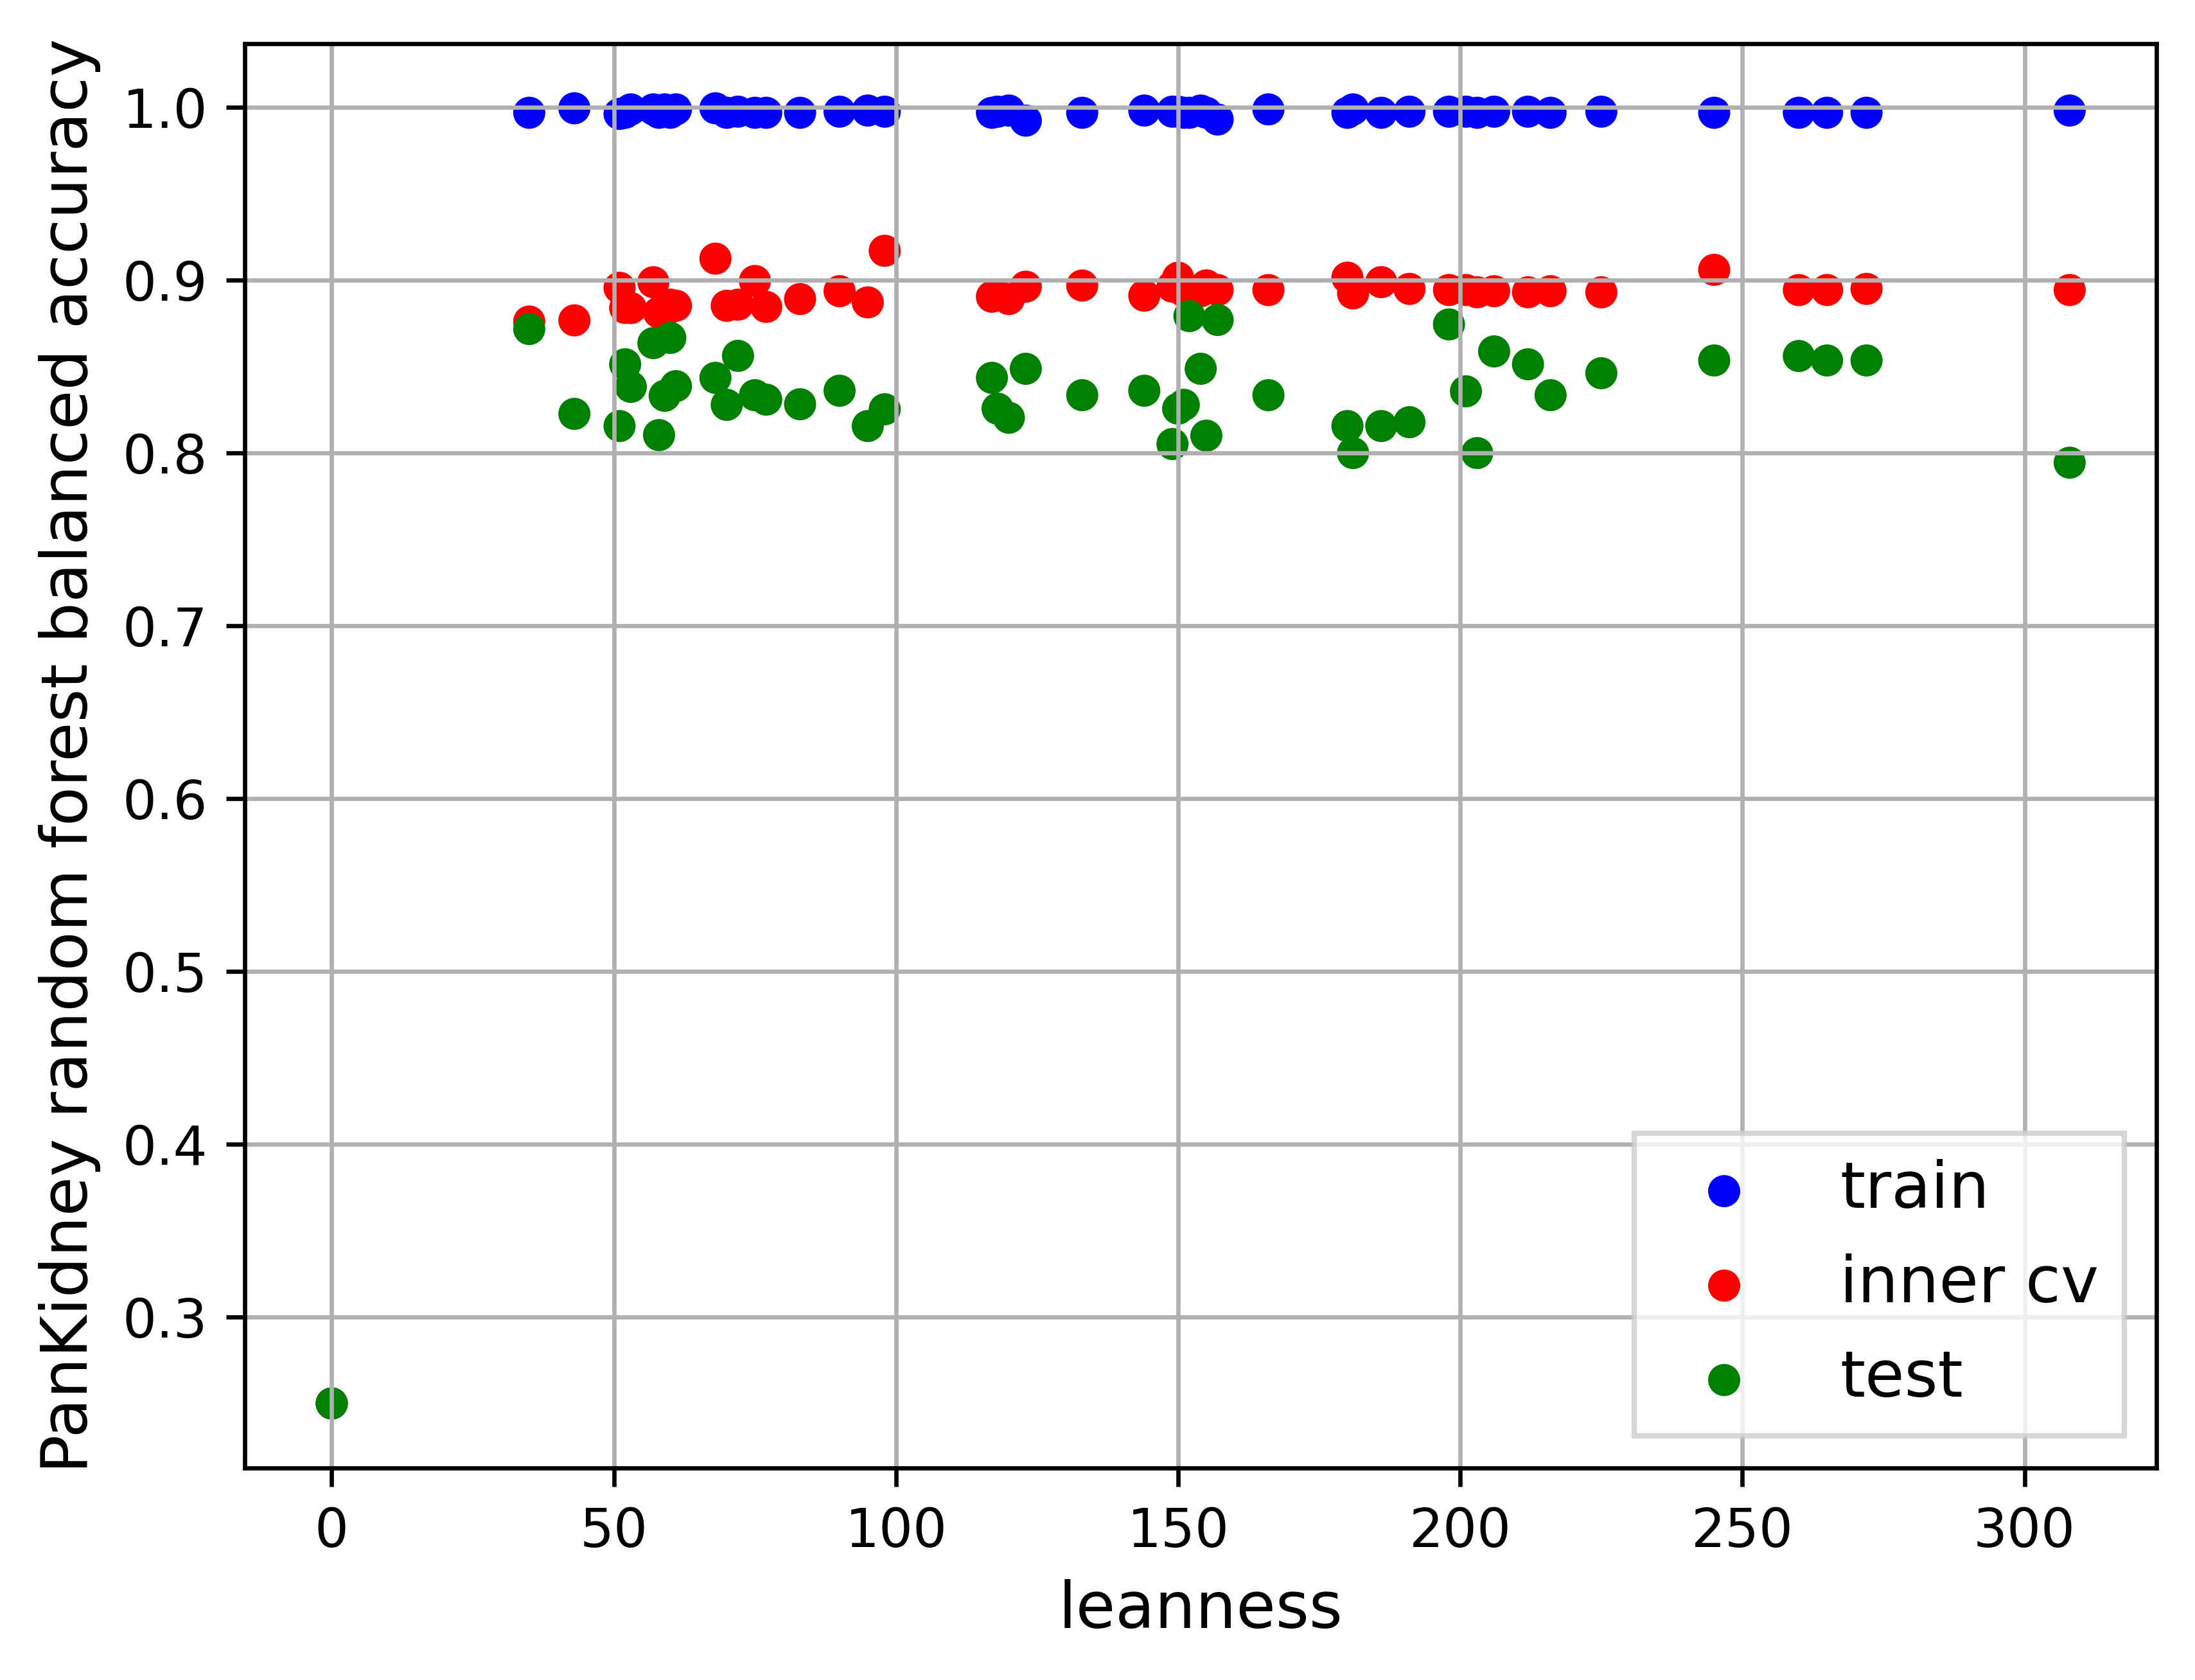 PanKidney random forest balanced accuracy
1.0
0.9
0.8
0.7
0.6
0.5
0.4
0.3
train
inner cv
test
0 50 100 150 200 250 300
leanness